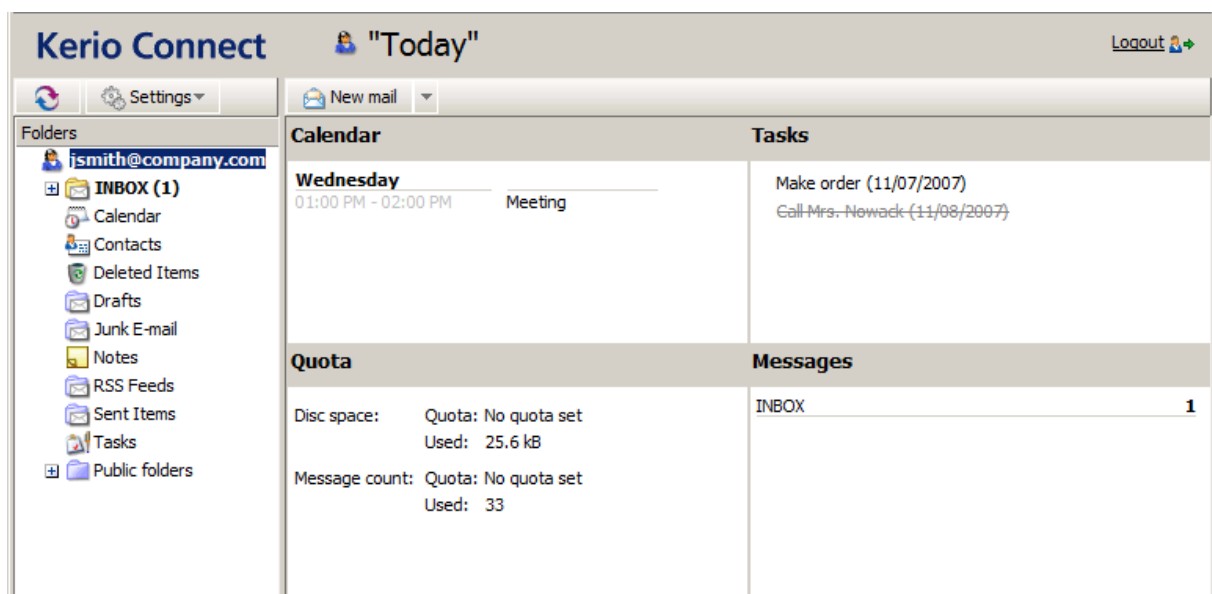 Kerio Connect
"Today"
Logout
Settings
New mail
Folders
jsmith@company.com
INBOX (1)
Calendar
Contacts
Deleted Items
Drafts
Junk E-mail
Notes
RSS Feeds
Sent Items
Tasks
Public folders
Calendar
Wednesday
01:00 PM - 02:00 PM Meeting
Tasks
Make order (11/07/2007)
Call Mrs. Nowack (11/08/2007)
Quota
Disc space: Quota: No quota set
Used: 25.6 kB
Message count: Quota: No quota set
Used: 33
Messages
INBOX 1